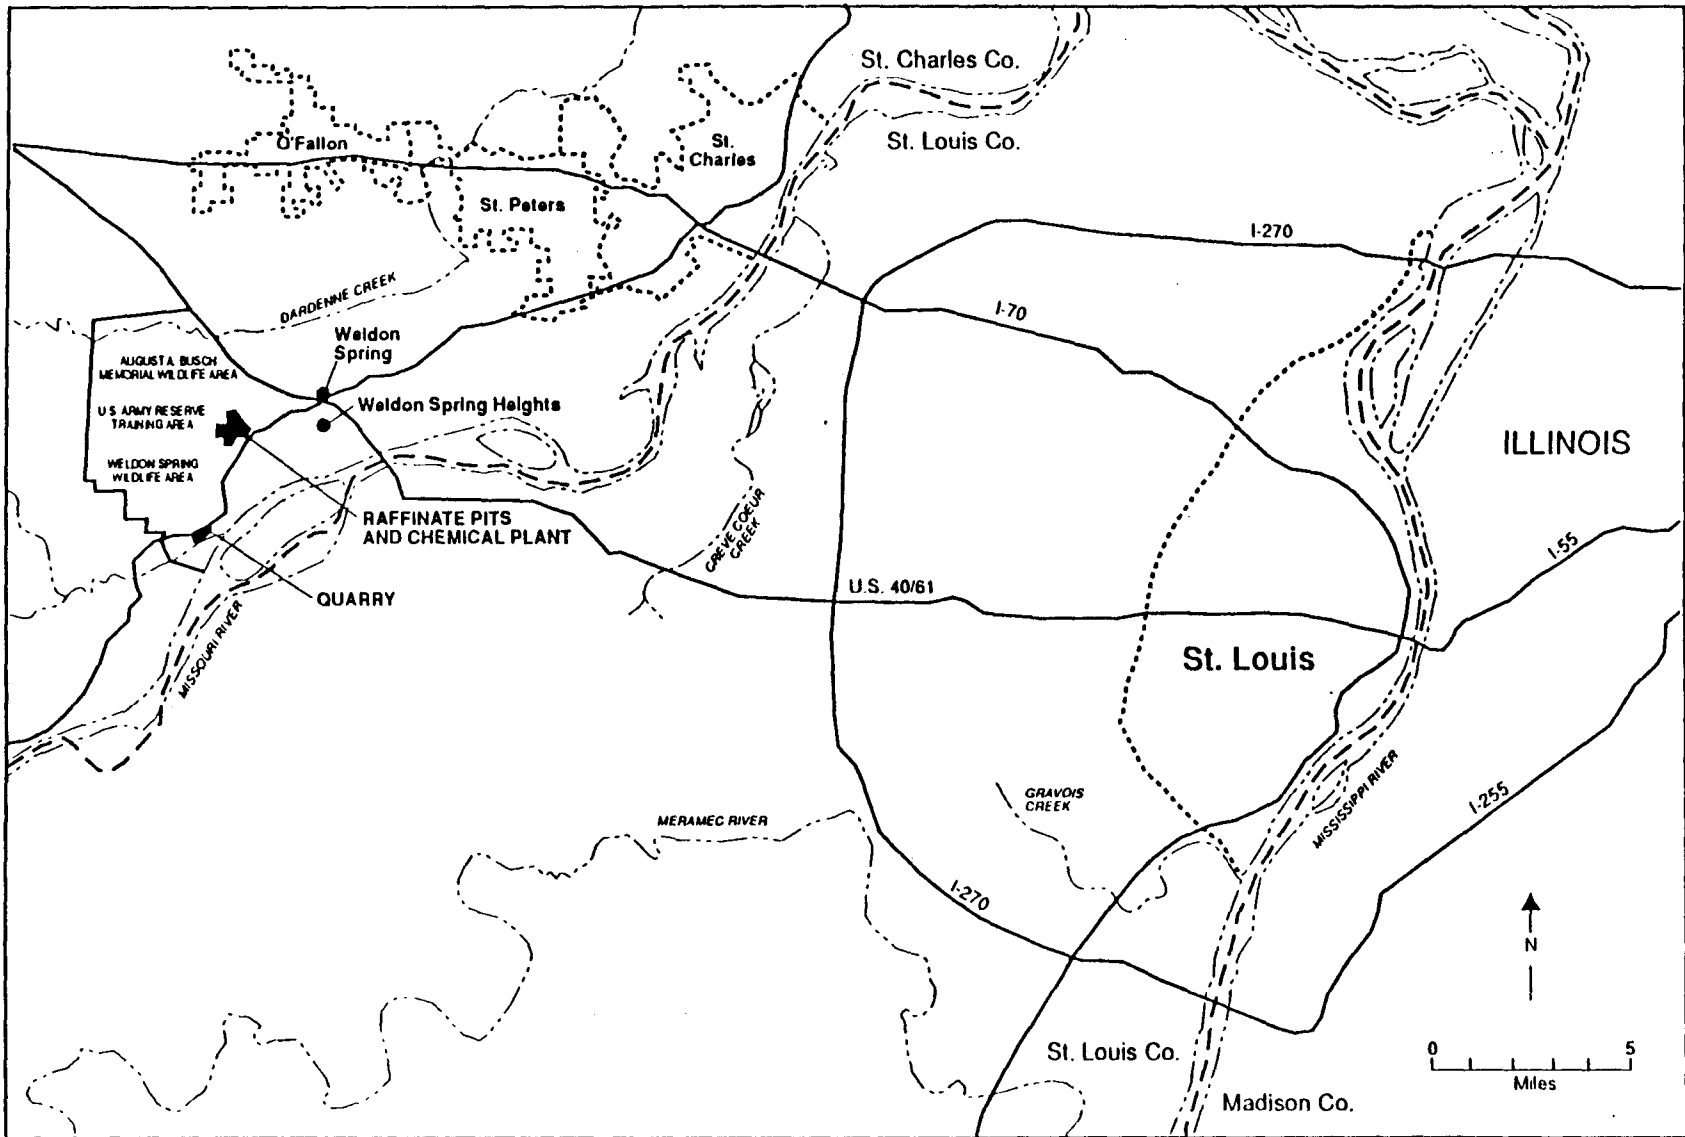 St. Charles Co.
St. Louis Co.
O'Fallon
St.
Charles
St. Peters
I-270
DARDENNE CREEK
I-70
Weldon
Spring
AUGUST A. BUSCH
MEMORIAL WILDLIFE AREA
Weldon Spring Heights
U.S. ARMY RESERVE
TRAINING AREA
ILLINOIS
WELDON SPRING
WILDLIFE AREA
RAFFINATE PITS
AND CHEMICAL PLANT
CREVE COEUR
CREEK
I-55
U.S. 40/61
QUARRY
MISSOURI RIVER
St. Louis
GRAVOIS
CREEK
MISSISSIPPI RIVER
I-255
MERAMEC RIVER
I-270
N
St. Louis Co.
0 5
Miles
Madison Co.